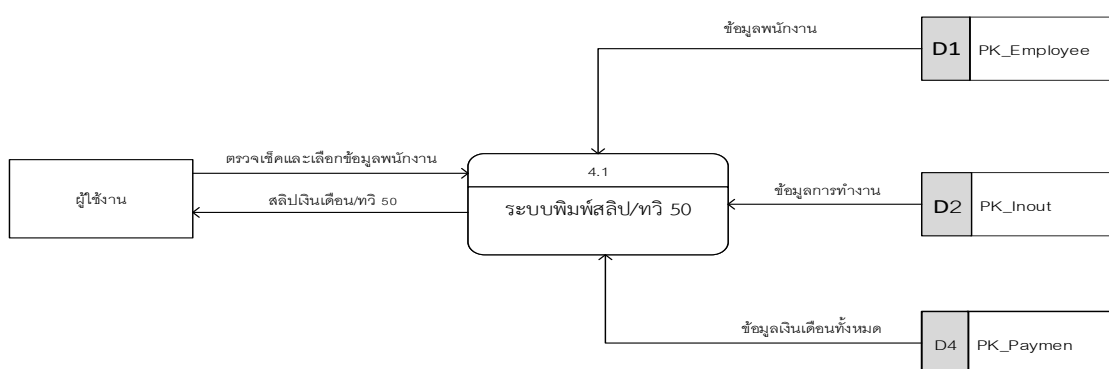 ข้อมูลพนักงาน
D1 PK_Employee
ตรวจเช็คและเลือกข้อมูลพนักงาน
4.1
ผู้ใช้งาน
สลิปเงินเดือน/ทวิ 50
ระบบพิมพ์สลิป/ทวิ 50
ข้อมูลการทำงาน
D2 PK_Inout
ข้อมูลเงินเดือนทั้งหมด
D4 PK_Paymen